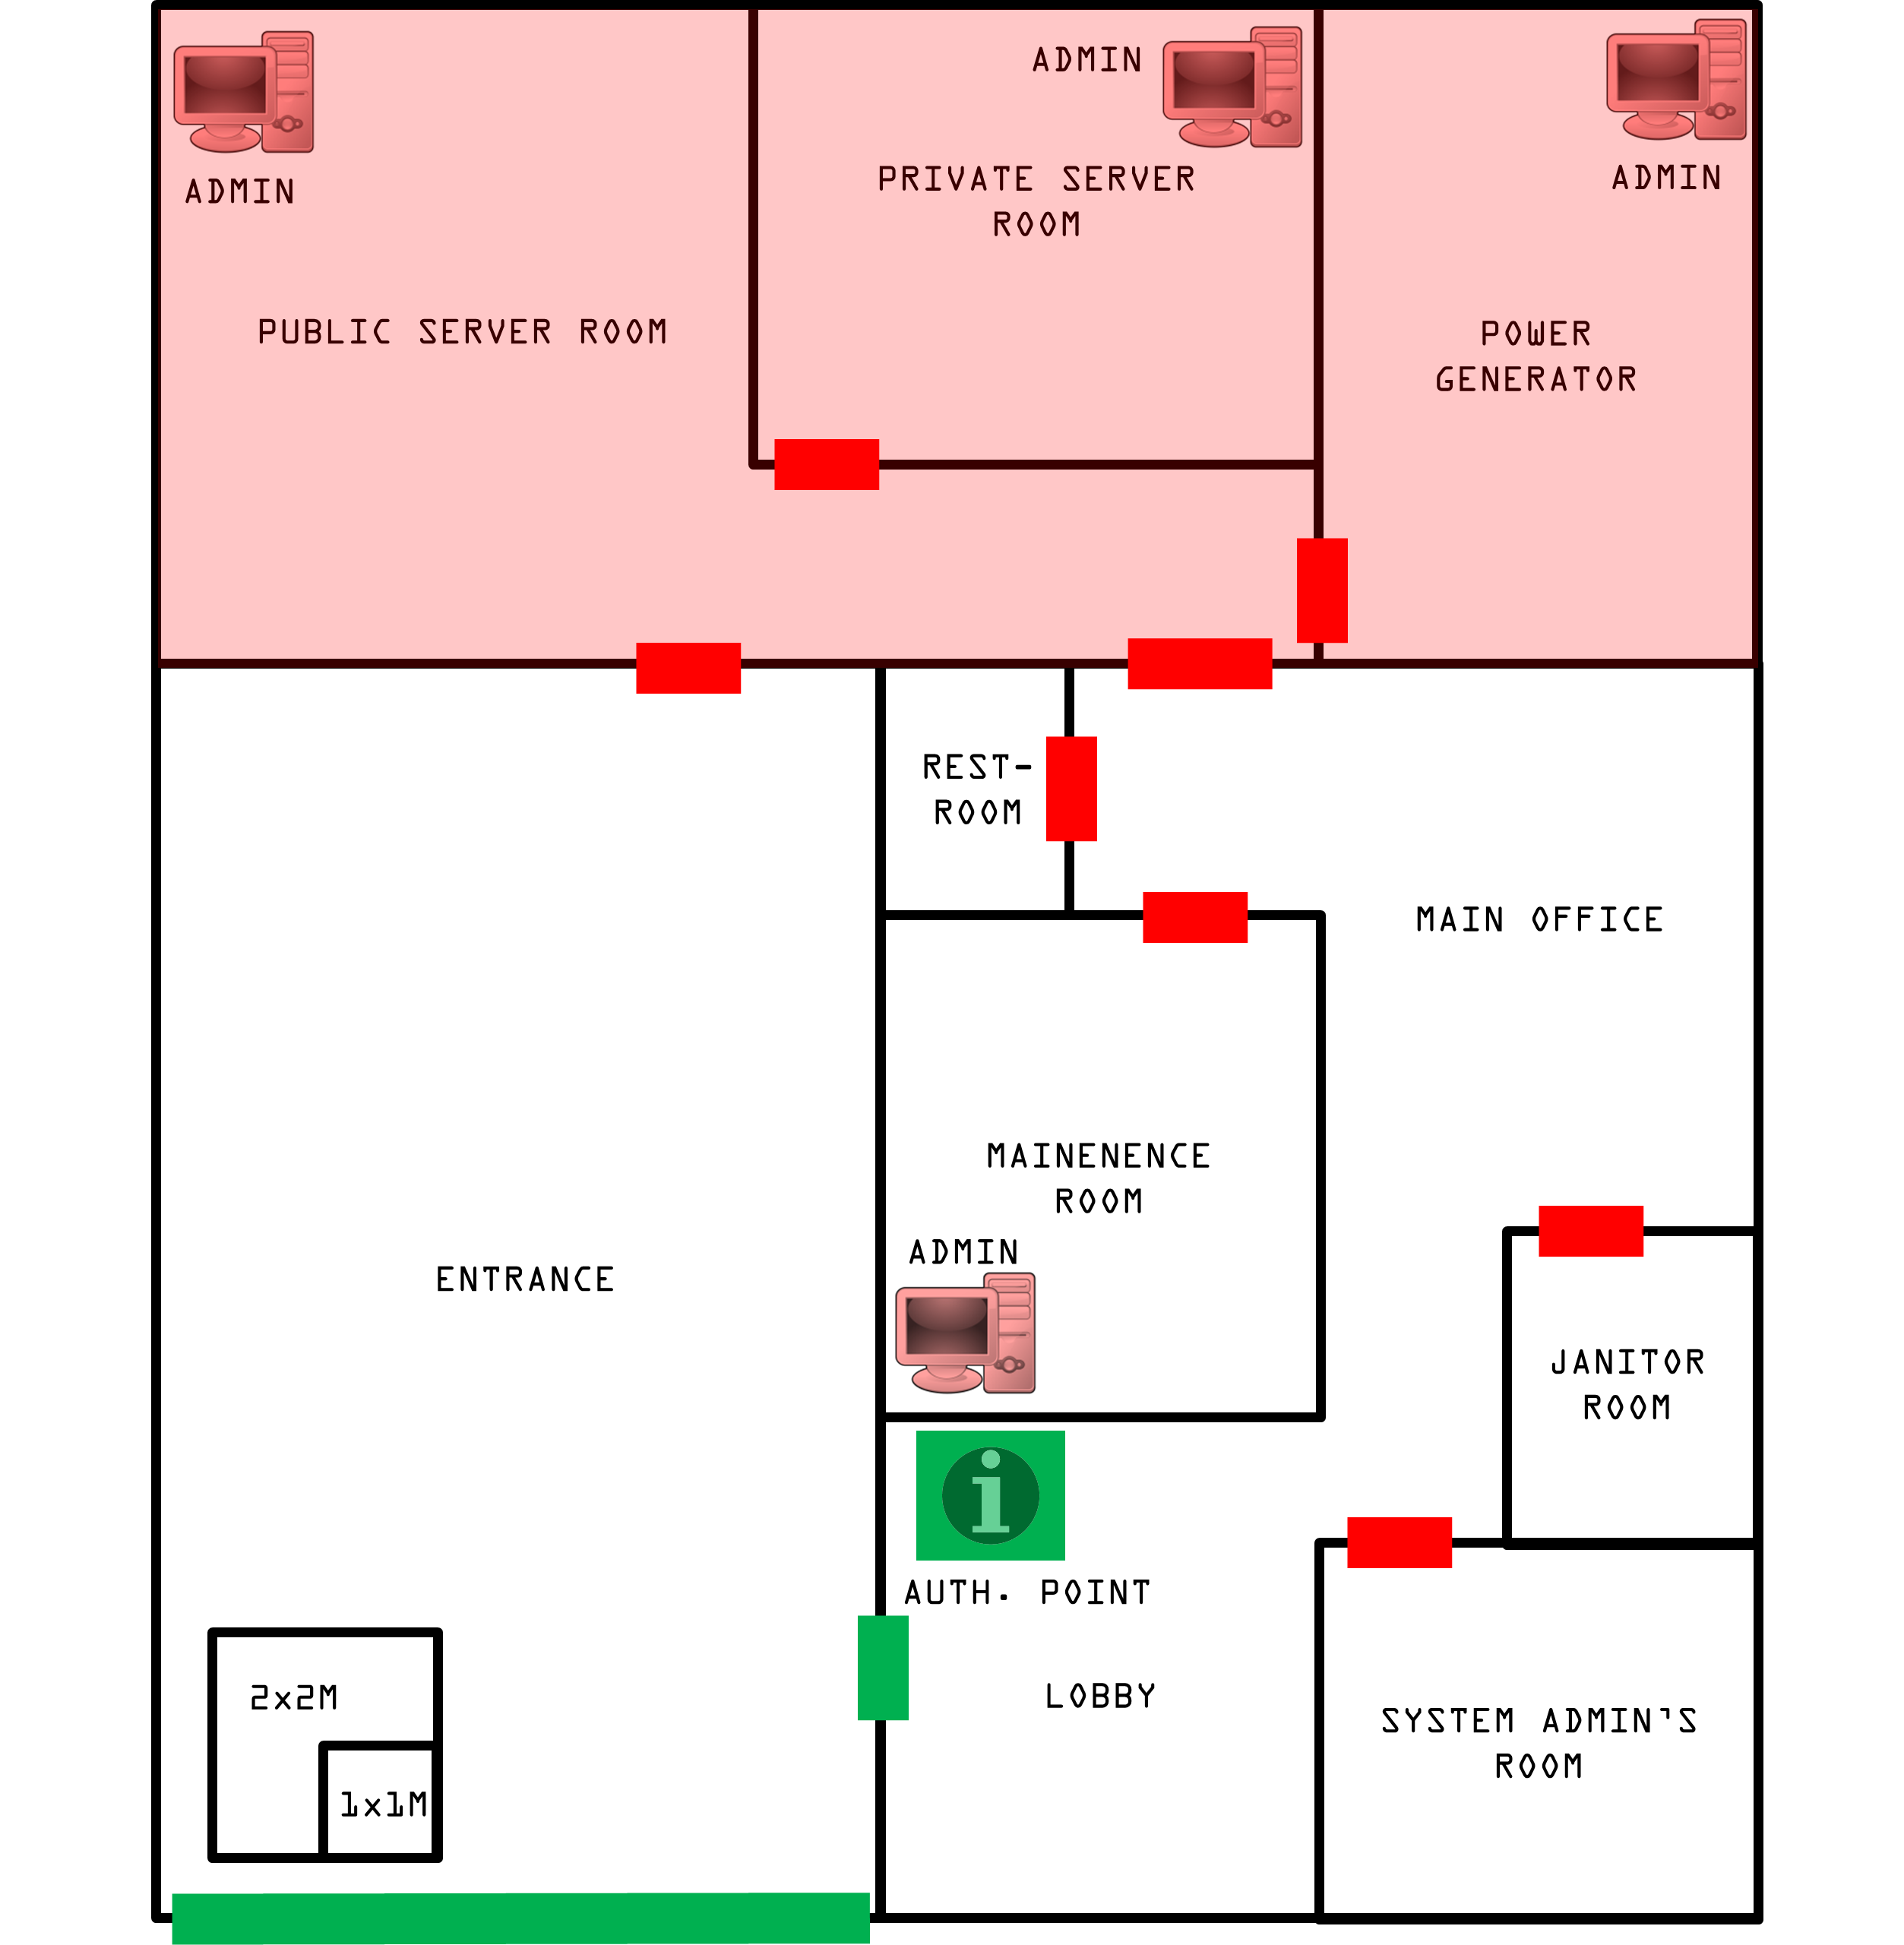 ADMIN
ADMIN
ADMIN
PRIVATE SERVER
ROOM
PUBLIC SERVER ROOM
POWER
GENERATOR
REST-
ROOM
MAIN OFFICE
MAINENENCE
ROOM
ADMIN
ENTRANCE
JANITOR
ROOM
i
AUTH. POINT
LOBBY
2x2M
SYSTEM ADMIN'S
ROOM
1x1M